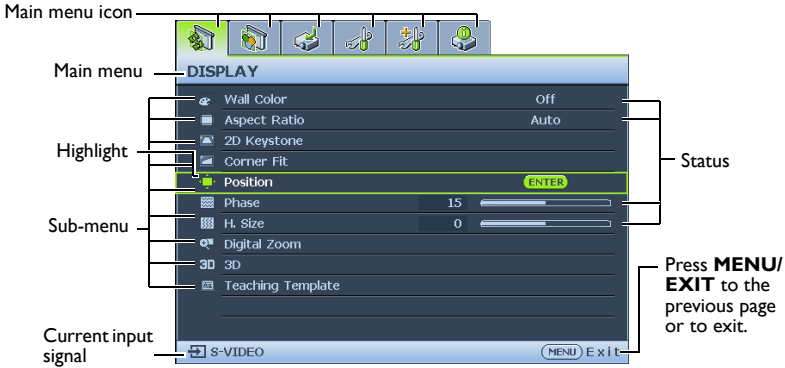 Main menu icon
Main menu
DISPLAY
Wall Color Off
Aspect Ratio Auto
2D Keystone
Corner Fit
Highlight
Position ENTER
Status
Phase 15
Sub-menu
H. Size 0
Digital Zoom
3D 3D
Teaching Template
Press MENU/
EXIT to the
previous page
or to exit.
Current input
signal
S-VIDEO
MENU Exit